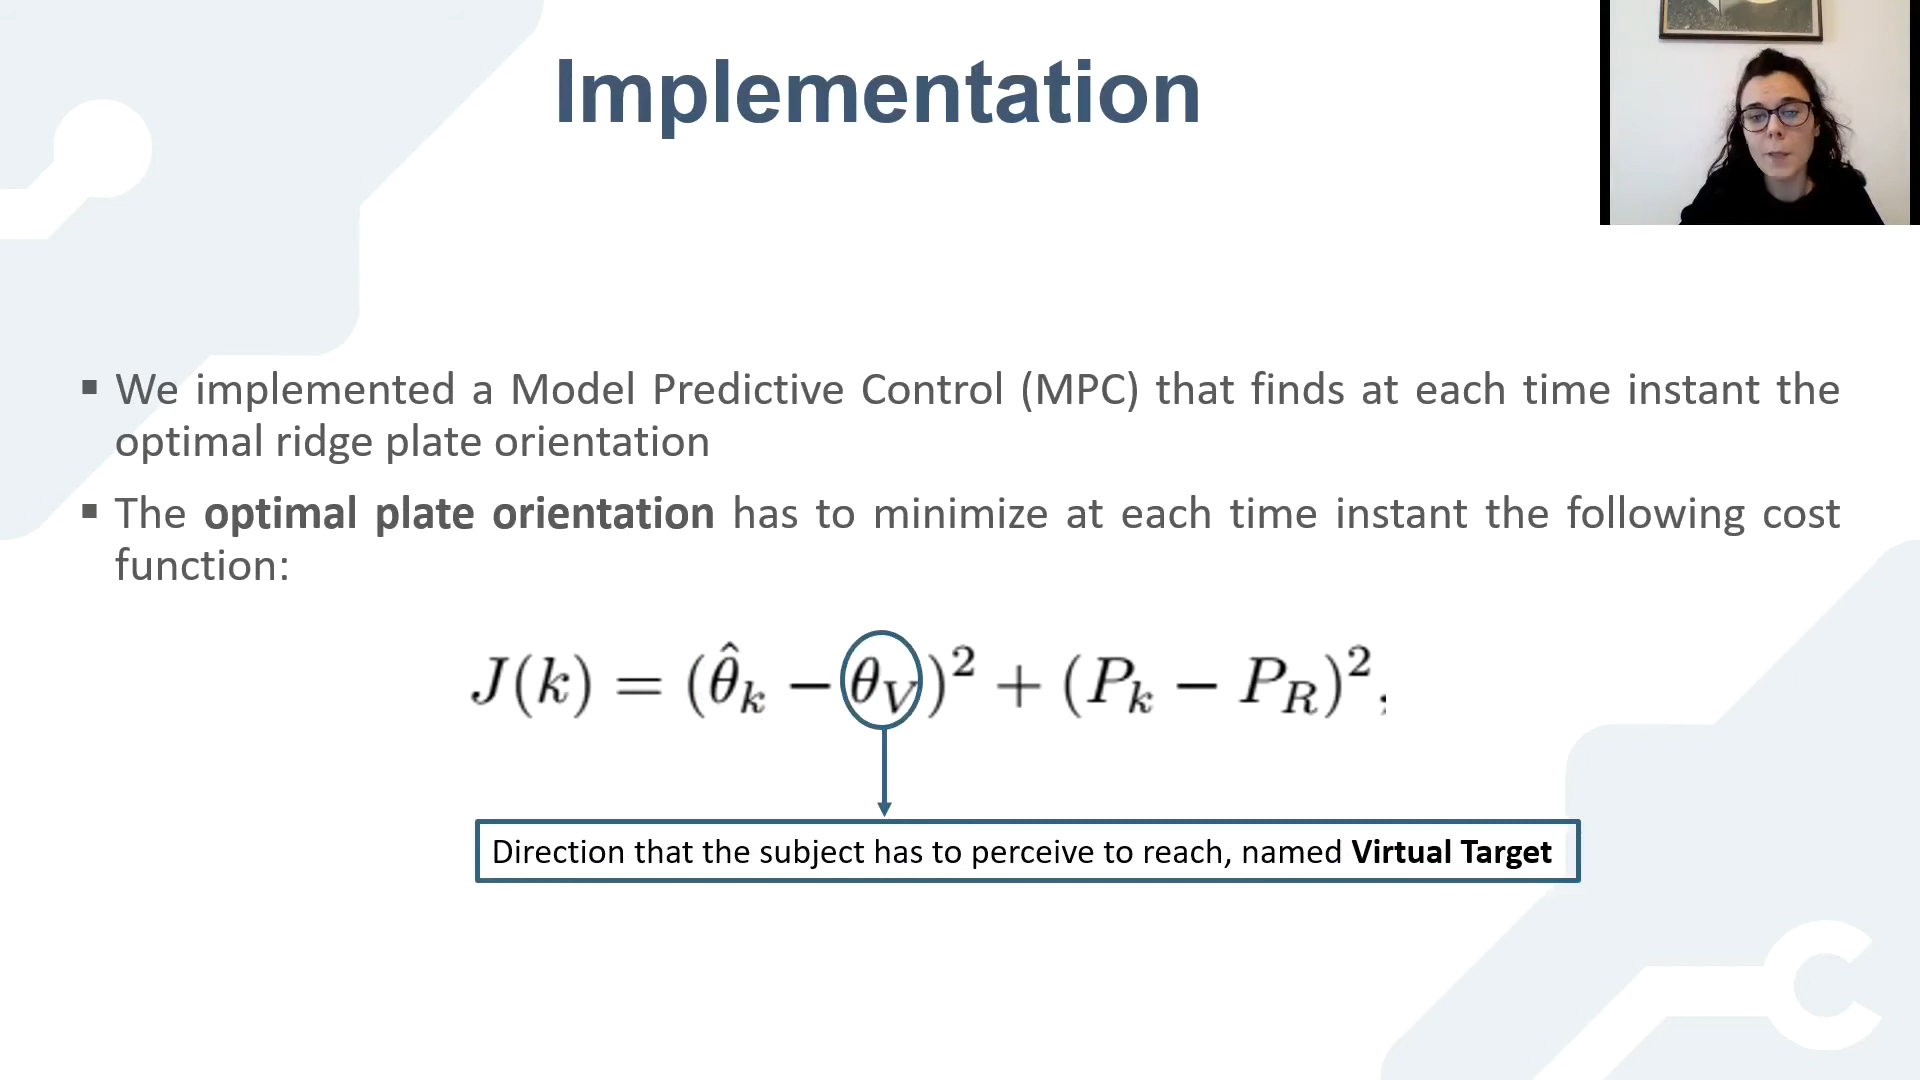 Implementation
▪ We implemented a Model Predictive Control (MPC) that finds at each time instant the
optimal ridge plate orientation
▪ The optimal plate orientation has to minimize at each time instant the following cost
function:
J(k) = (θ̂_k − θ_V))² + (P_k − P_R)²,
Direction that the subject has to perceive to reach, named Virtual Target